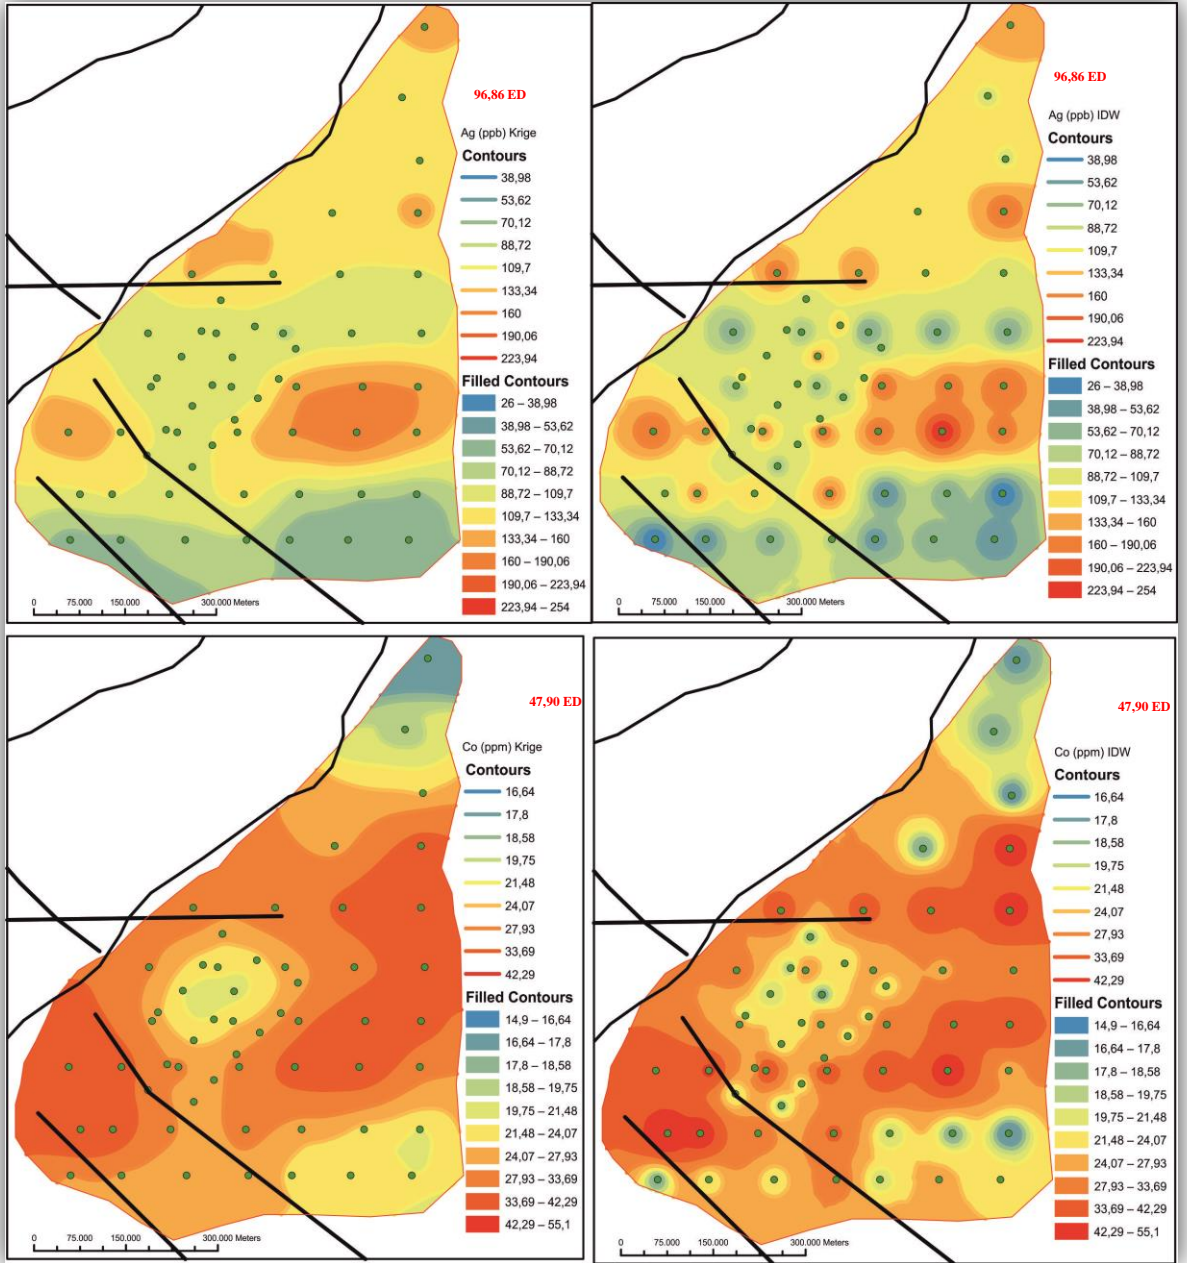 96,86 ED
Ag (ppb) Krige
Contours
38,98
53,62
70,12
88,72
109,7
133,34
160
190,06
223,94
Filled Contours
26 – 38,98
38,98 – 53,62
53,62 – 70,12
70,12 – 88,72
88,72 – 109,7
109,7 – 133,34
133,34 – 160
160 – 190,06
190,06 – 223,94
223,94 – 254
0 75.000 150.000 300.000 Meters
96,86 ED
Ag (ppb) IDW
Contours
38,98
53,62
70,12
88,72
109,7
133,34
160
190,06
223,94
Filled Contours
26 – 38,98
38,98 – 53,62
53,62 – 70,12
70,12 – 88,72
88,72 – 109,7
109,7 – 133,34
133,34 – 160
160 – 190,06
190,06 – 223,94
223,94 – 254
0 75.000 150.000 300.000 Meters
47,90 ED
Co (ppm) Krige
Contours
16,64
17,8
18,58
19,75
21,48
24,07
27,93
33,69
42,29
Filled Contours
14,9 – 16,64
16,64 – 17,8
17,8 – 18,58
18,58 – 19,75
19,75 – 21,48
21,48 – 24,07
24,07 – 27,93
27,93 – 33,69
33,69 – 42,29
42,29 – 55,1
0 75.000 150.000 300.000 Meters
47,90 ED
Co (ppm) IDW
Contours
16,64
17,8
18,58
19,75
21,48
24,07
27,93
33,69
42,29
Filled Contours
14,9 – 16,64
16,64 – 17,8
17,8 – 18,58
18,58 – 19,75
19,75 – 21,48
21,48 – 24,07
24,07 – 27,93
27,93 – 33,69
33,69 – 42,29
42,29 – 55,1
0 75.000 150.000 300.000 Meters